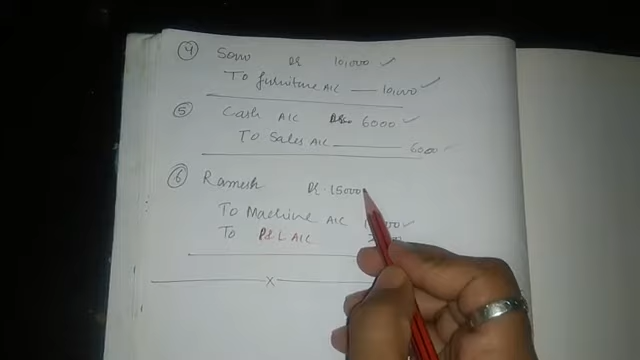 ④ Sonu Dr 10,000 ✓
To furniture A/C —— 10,000 ✓
⑤ Cash A/C 6000 ✓
To Sales A/C ———— 6000 ✓
⑥ Ramesh Dr. 15000
To Machine A/C
To P&L A/C
x